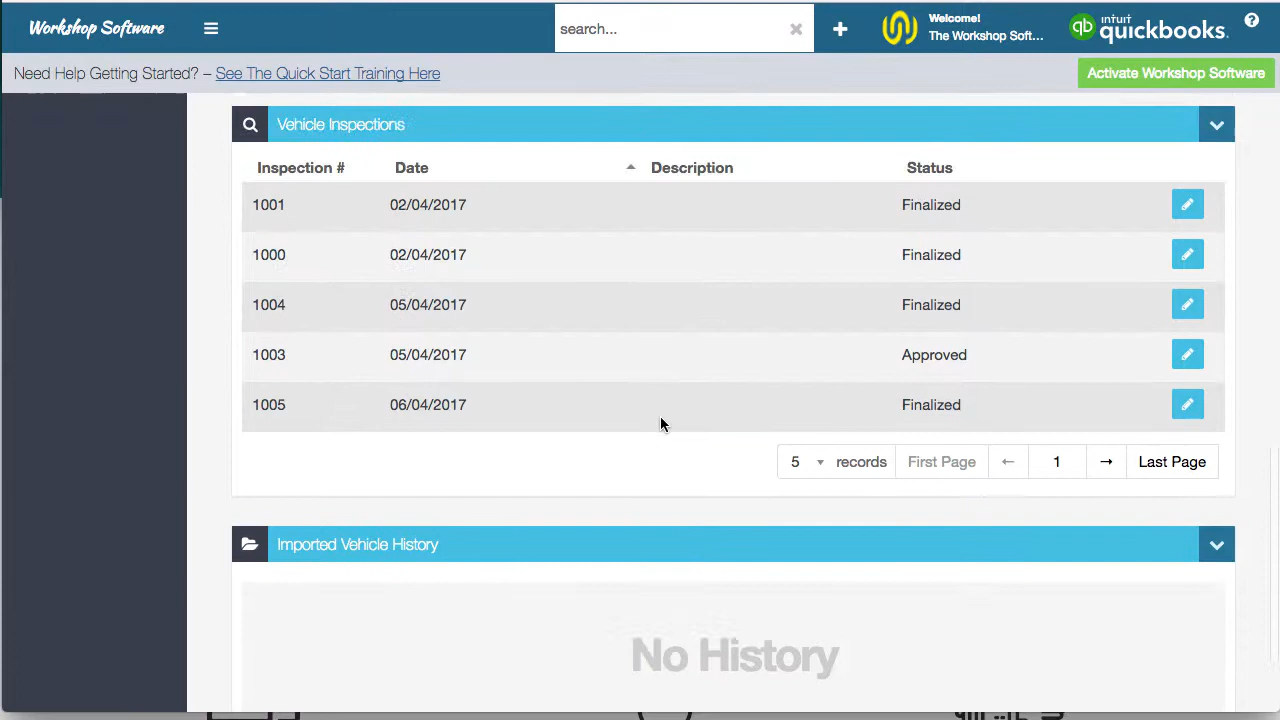 Workshop Software
search...
Welcome!
The Workshop Soft...
qb intuit quickbooks.
Need Help Getting Started? – See The Quick Start Training Here
Activate Workshop Software
Vehicle Inspections
Inspection # Date Description Status
1001 02/04/2017 Finalized
1000 02/04/2017 Finalized
1004 05/04/2017 Finalized
1003 05/04/2017 Approved
1005 06/04/2017 Finalized
5 records First Page ← 1 → Last Page
Imported Vehicle History
No History